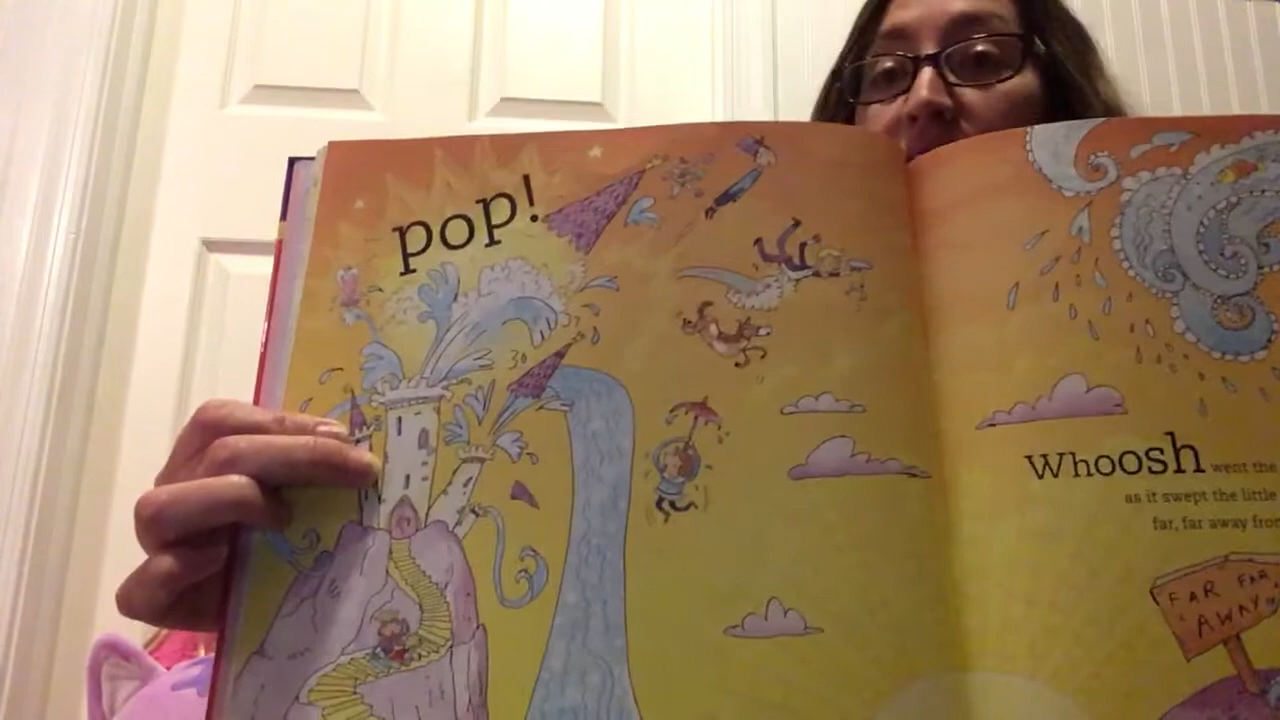 pop!
Whoosh went the
as it swept the little
far, far away from
FAR FAR
AWAY